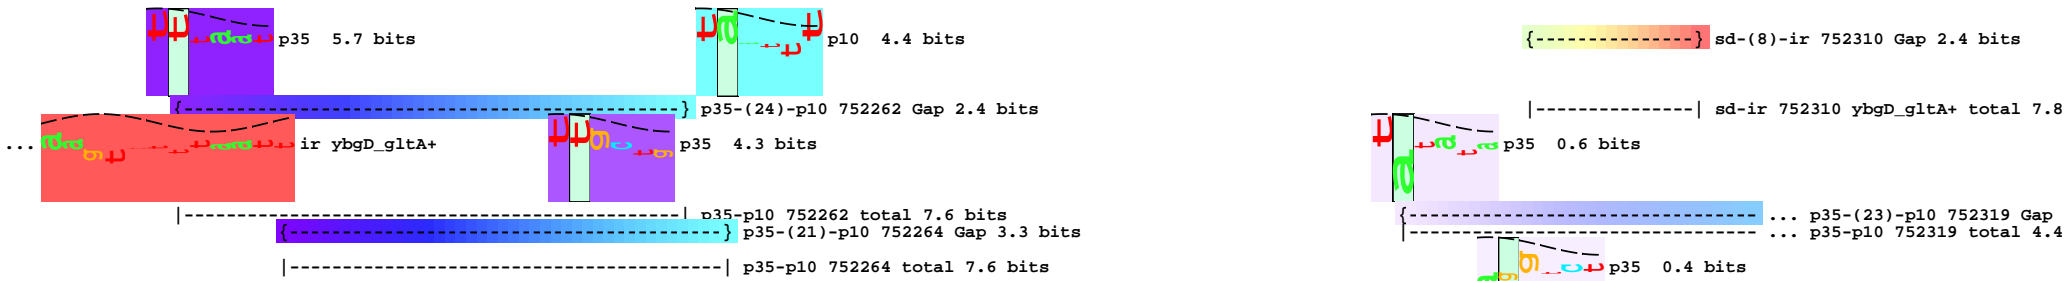 p35 5.7 bits
p10 4.4 bits
{-------------} sd-(8)-ir 752310 Gap 2.4 bits
{-----------------------------------------------} p35-(24)-p10 752262 Gap 2.4 bits
|-------------| sd-ir 752310 ybgD_gltA+ total 7.8
... ir ybgD_gltA+
p35 4.3 bits
p35 0.6 bits
|-----------------------------------------------| p35-p10 752262 total 7.6 bits
{--------------------------------- ... p35-(23)-p10 752319 Gap
{-----------------------------------------} p35-(21)-p10 752264 Gap 3.3 bits
|--------------------------------- ... p35-p10 752319 total 4.4
|-----------------------------------------| p35-p10 752264 total 7.6 bits
p35 0.4 bits